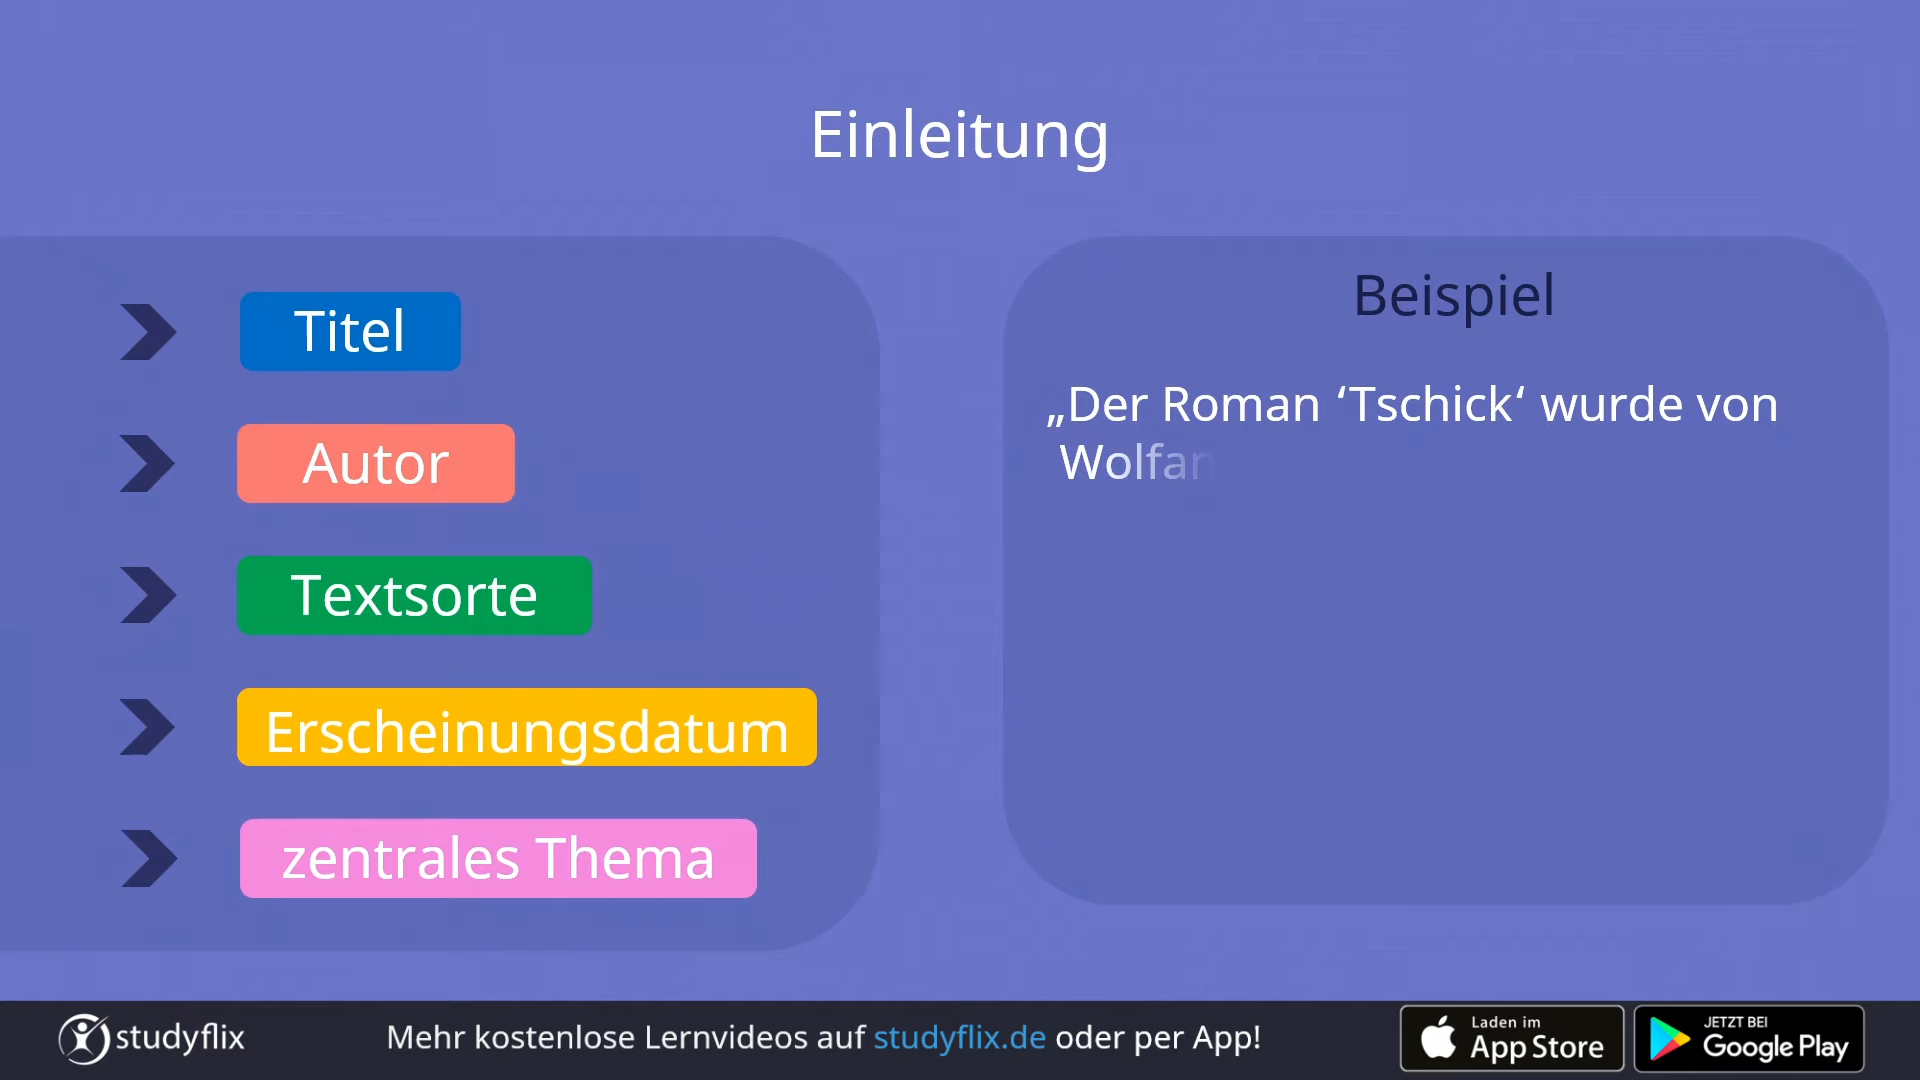 Einleitung
Titel
Autor
Textsorte
Erscheinungsdatum
zentrales Thema
Beispiel
„Der Roman ‘Tschick‘ wurde von
Wolfan
studyflix
Mehr kostenlose Lernvideos auf studyflix.de oder per App!
Laden im
App Store
JETZT BEI
Google Play